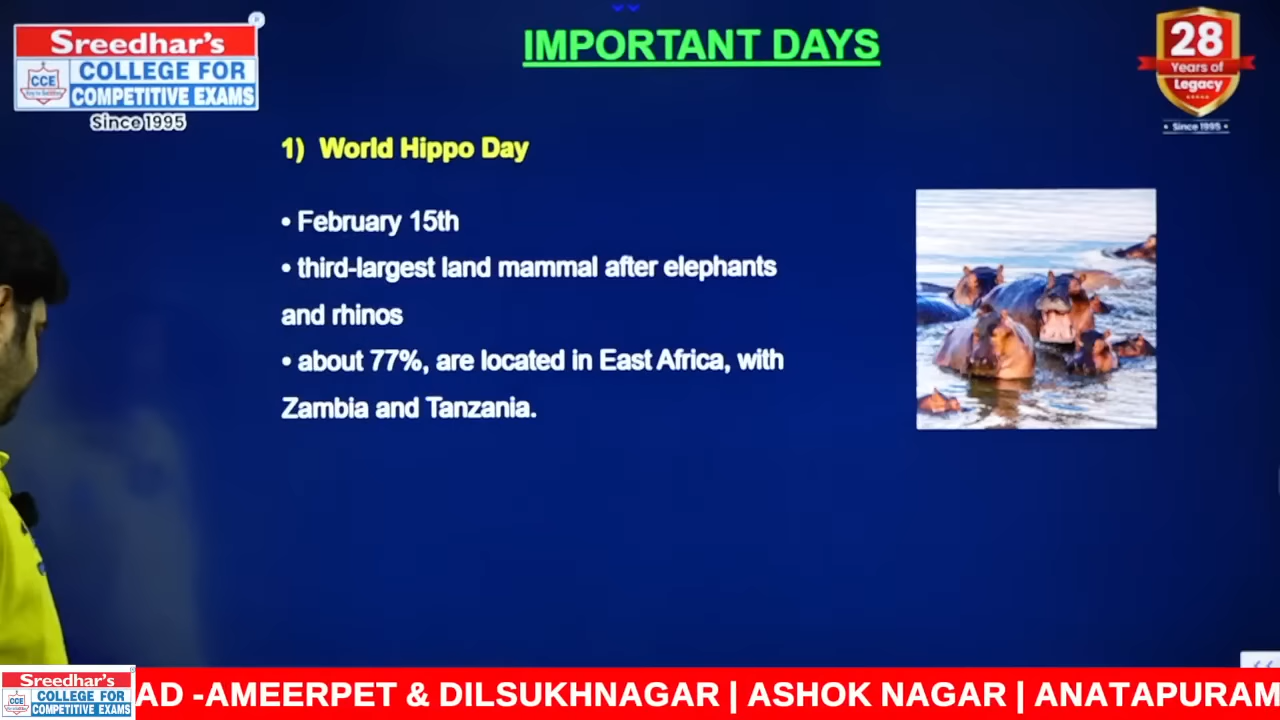 Sreedhar's
CCE
COLLEGE FOR
COMPETITIVE EXAMS
Since 1995
IMPORTANT DAYS
28
Years of
Legacy
• Since 1995 •
1) World Hippo Day
• February 15th
• third-largest land mammal after elephants
and rhinos
• about 77%, are located in East Africa, with
Zambia and Tanzania.
Sreedhar's
CCE
COLLEGE FOR
COMPETITIVE EXAMS
AD -AMEERPET & DILSUKHNAGAR | ASHOK NAGAR | ANATAPURAM